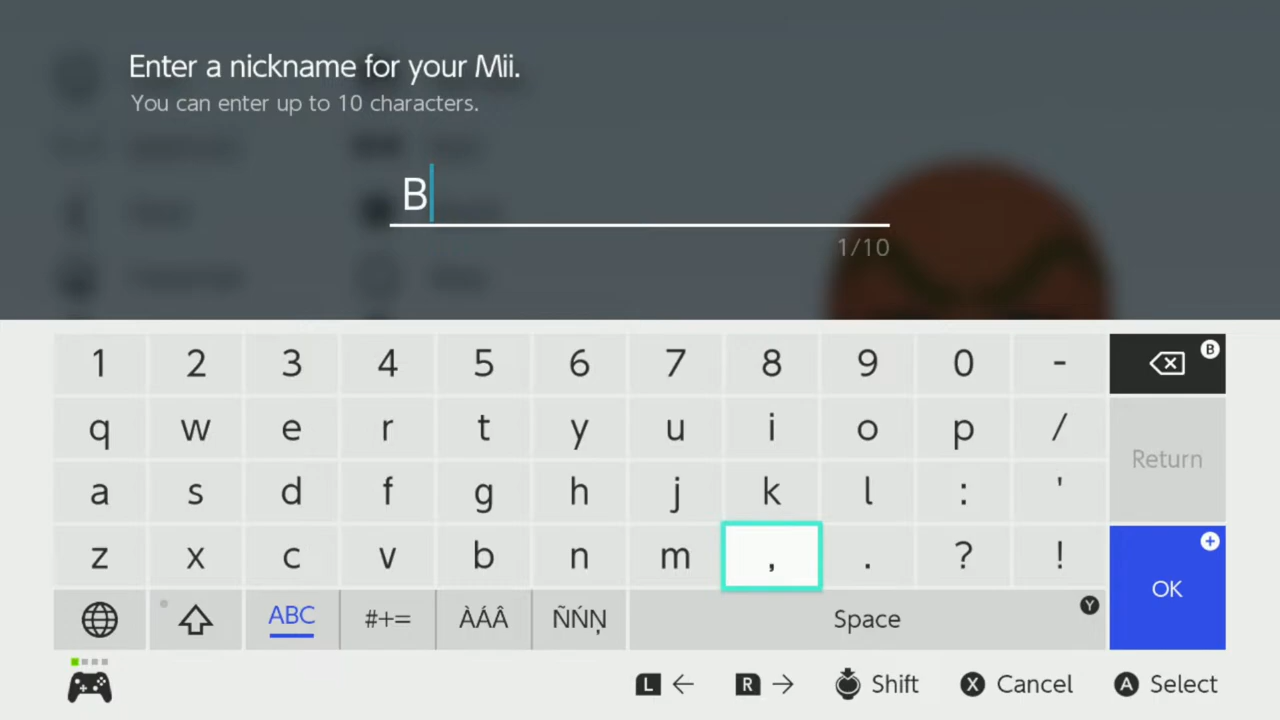 Enter a nickname for your Mii.
You can enter up to 10 characters.
B
1/10
1 2 3 4 5 6 7 8 9 0 - B
q w e r t y u i o p / Return
a s d f g h j k l : '
z x c v b n m , . ? ! + OK
ABC #+= ÀÁÂ ÑŃŅ Space Y
L ← R → Shift X Cancel A Select